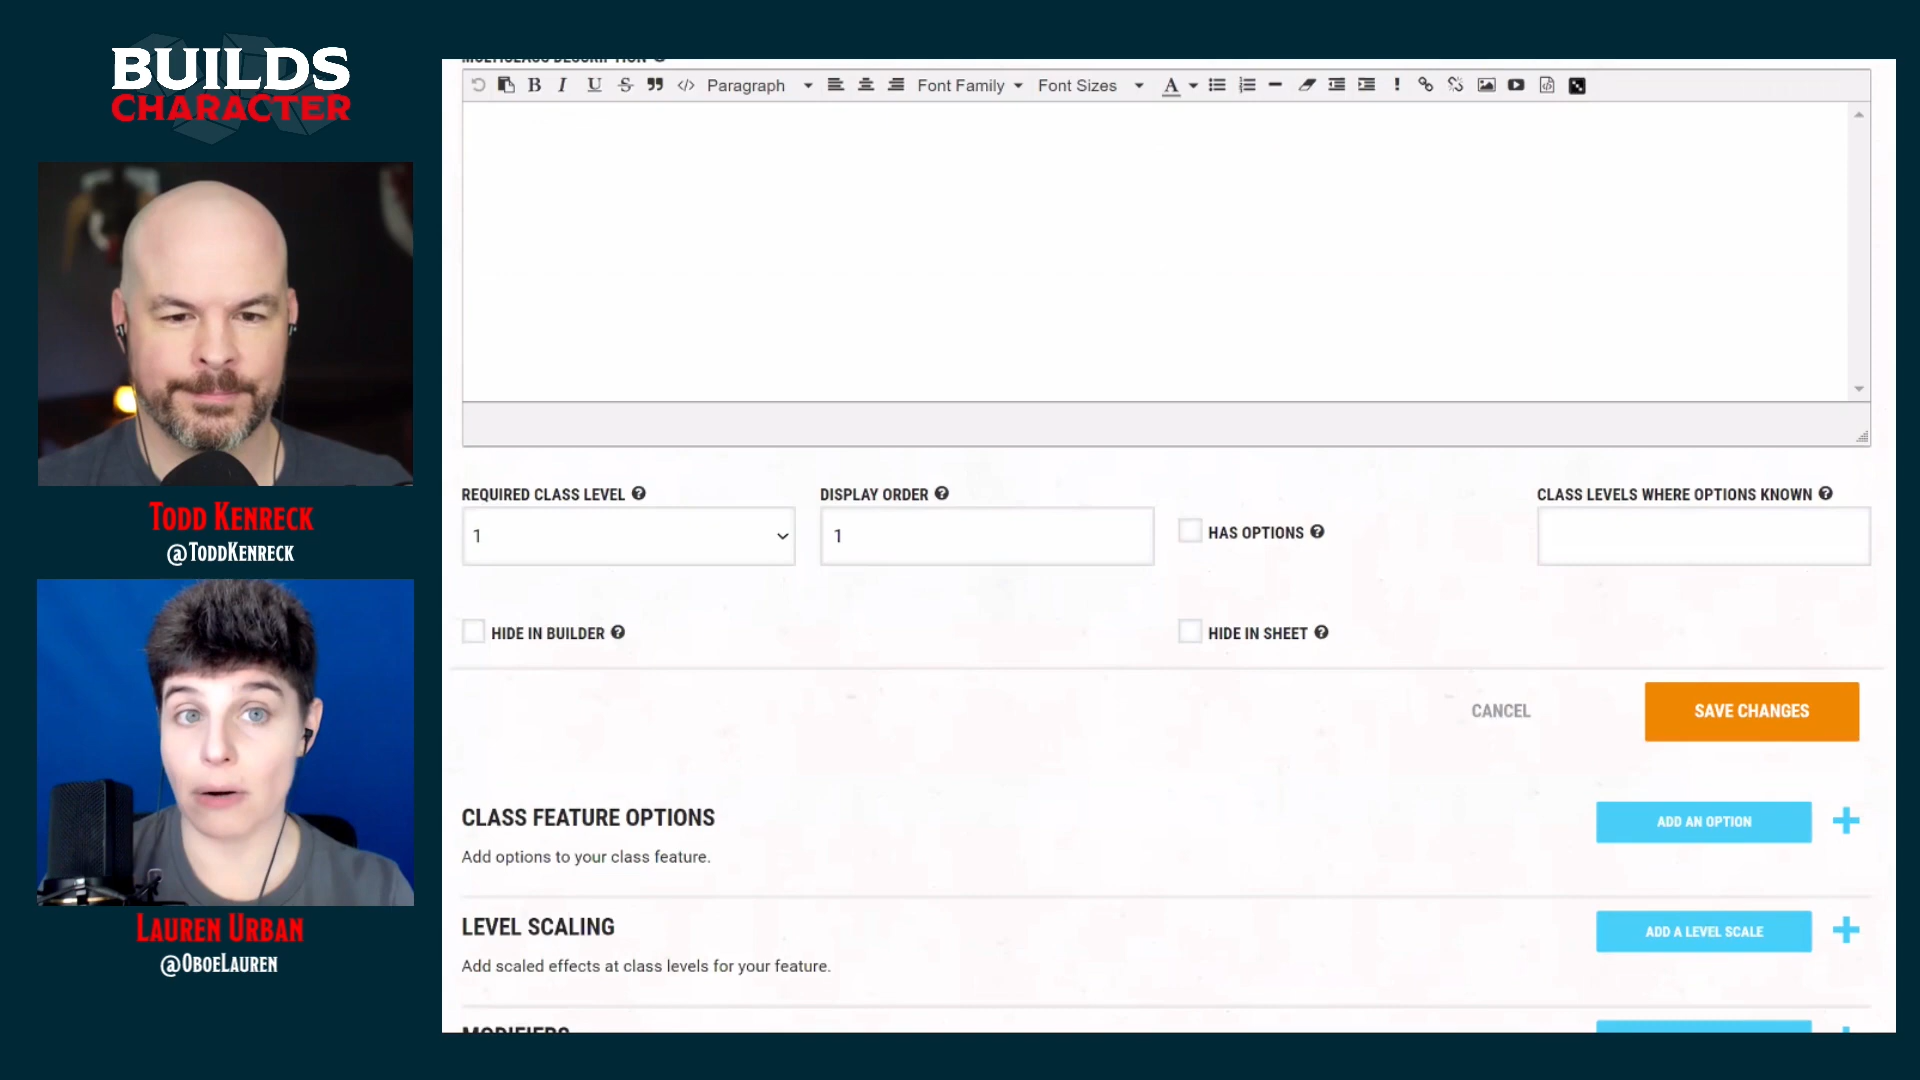 BUILDS
CHARACTER
TODD KENRECK
@TODDKENRECK
LAUREN URBAN
@OBOELAUREN
MULTICLASS DESCRIPTION
Paragraph
Font Family
Font Sizes
REQUIRED CLASS LEVEL
DISPLAY ORDER
CLASS LEVELS WHERE OPTIONS KNOWN
1
1
HAS OPTIONS
HIDE IN BUILDER
HIDE IN SHEET
CANCEL
SAVE CHANGES
CLASS FEATURE OPTIONS
ADD AN OPTION
Add options to your class feature.
LEVEL SCALING
ADD A LEVEL SCALE
Add scaled effects at class levels for your feature.
MODIFIERS